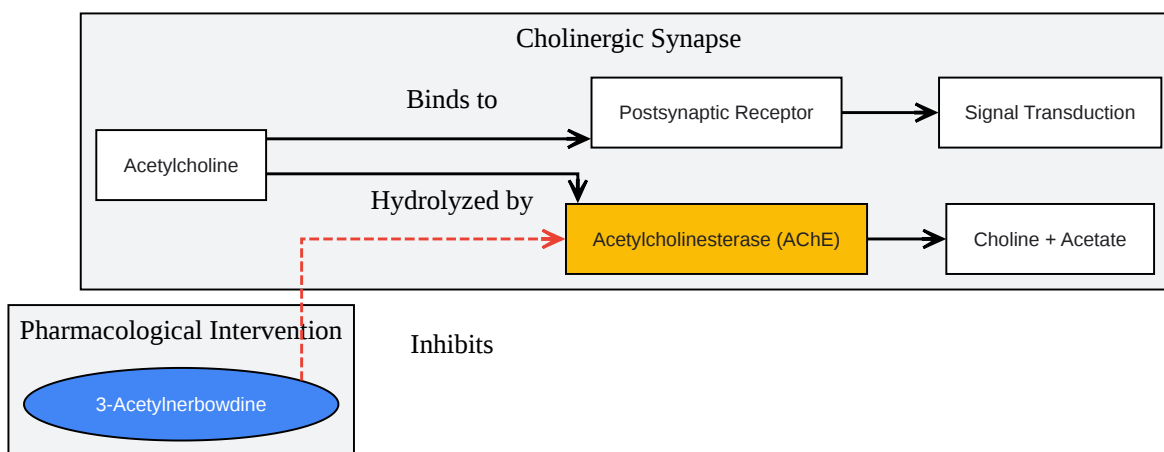 Cholinergic Synapse
Binds to
Postsynaptic Receptor
Signal Transduction
Acetylcholine
Hydrolyzed by
Acetylcholinesterase (AChE)
Choline + Acetate
Pharmacological Intervention
Inhibits
3-Acetylnerbowdine